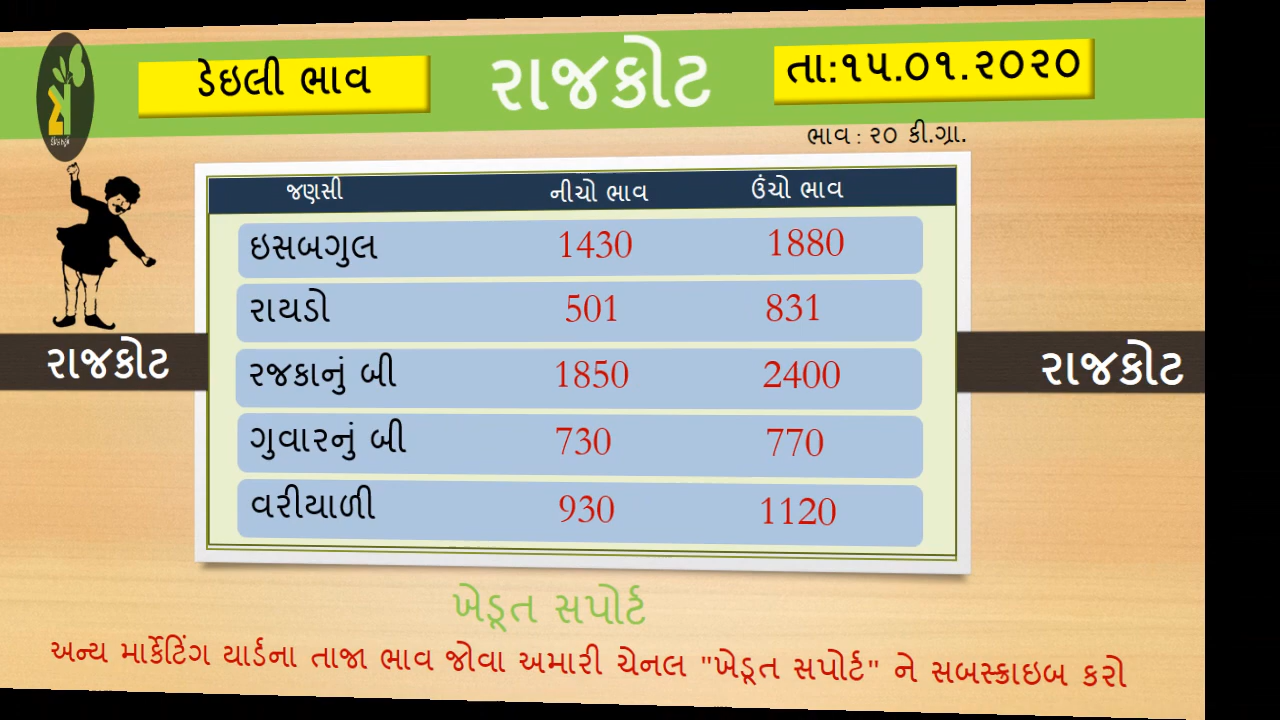 ડેઇલી ભાવ
રાજકોટ
તા:૧૫.૦૧.૨૦૨૦
ભાવ : ૨૦ કી.ગ્રા.
જણસી નીચો ભાવ ઉંચો ભાવ
ઇસબગુલ 1430 1880
રાયડો 501 831
રજકાનું બી 1850 2400
ગુવારનું બી 730 770
વરીયાળી 930 1120
રાજકોટ
રાજકોટ
ખેડૂત સપોર્ટ
અન્ય માર્કેટિંગ યાર્ડના તાજા ભાવ જોવા અમારી ચેનલ "ખેડૂત સપોર્ટ" ને સબસ્ક્રાઇબ કરો